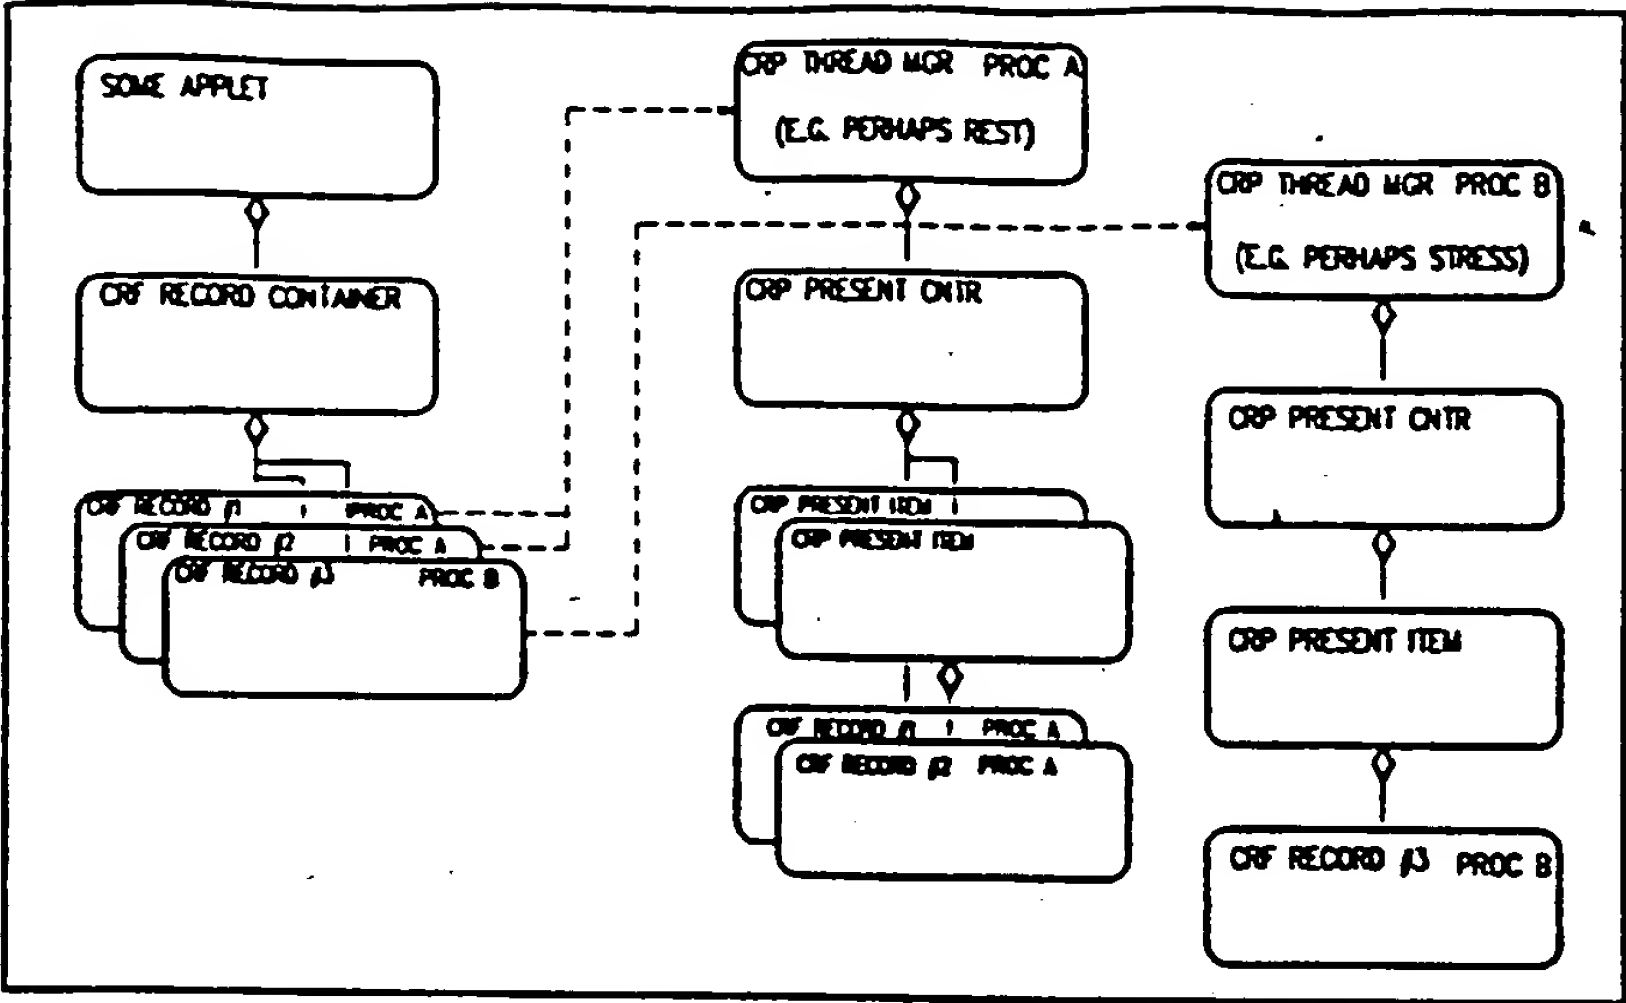 SOME APPLET
CRF RECORD CONTAINER
CRF RECORD #1 PROC A
CRF RECORD #2 PROC A
CRF RECORD #3 PROC B
CRP THREAD MGR PROC A
(E.G. PERHAPS REST)
CRP PRESENT CNTR
CRP PRESENT ITEM
CRP PRESENT ITEM
CRF RECORD #1 PROC A
CRF RECORD #2 PROC A
CRP THREAD MGR PROC B
(E.G. PERHAPS STRESS)
CRP PRESENT CNTR
CRP PRESENT ITEM
CRF RECORD #3 PROC B